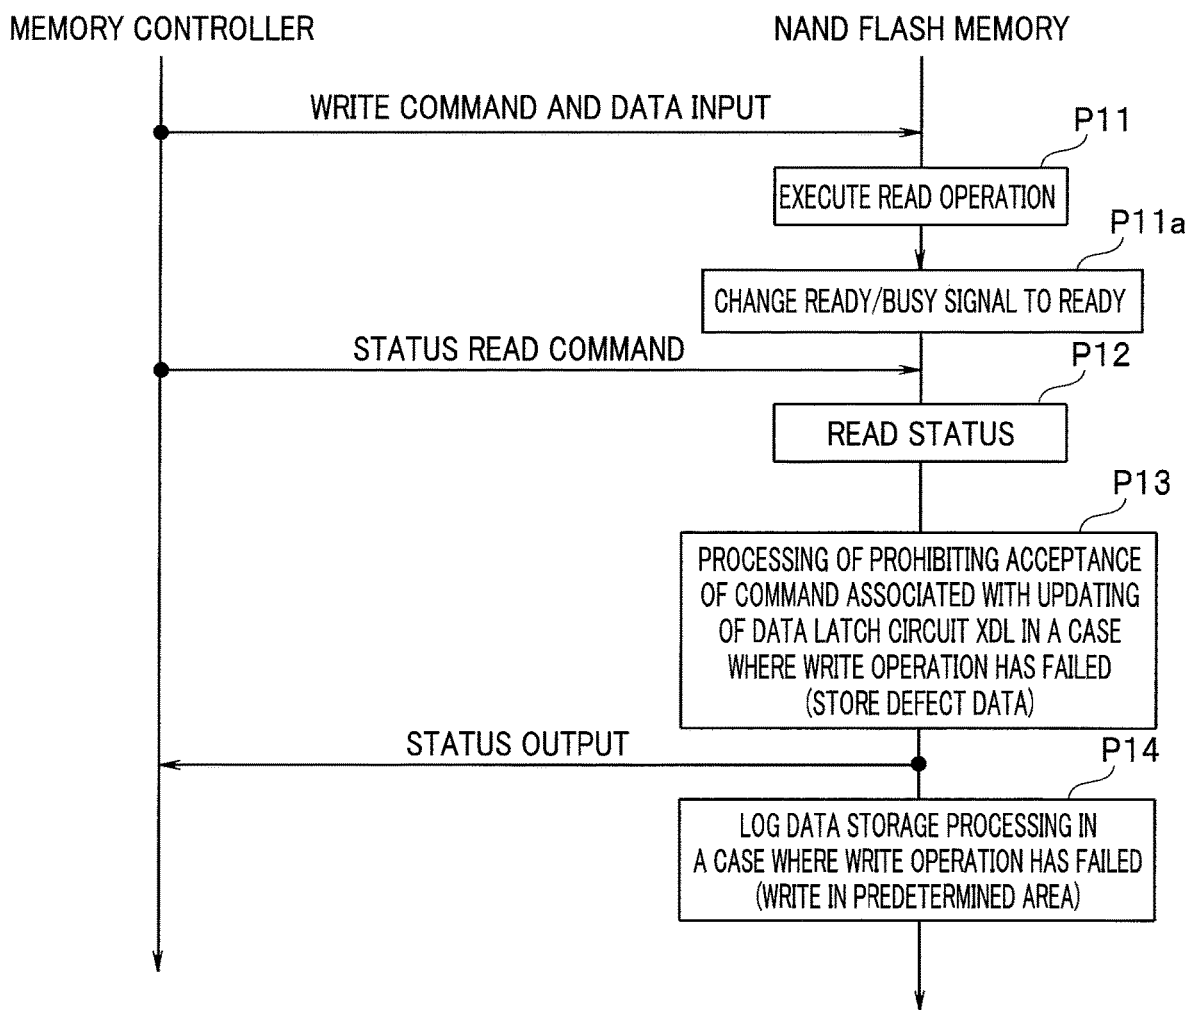 MEMORY CONTROLLER
NAND FLASH MEMORY
WRITE COMMAND AND DATA INPUT
P11
EXECUTE READ OPERATION
P11a
CHANGE READY/BUSY SIGNAL TO READY
STATUS READ COMMAND
P12
READ STATUS
P13
PROCESSING OF PROHIBITING ACCEPTANCE
OF COMMAND ASSOCIATED WITH UPDATING
OF DATA LATCH CIRCUIT XDL IN A CASE
WHERE WRITE OPERATION HAS FAILED
(STORE DEFECT DATA)
STATUS OUTPUT
P14
LOG DATA STORAGE PROCESSING IN
A CASE WHERE WRITE OPERATION HAS FAILED
(WRITE IN PREDETERMINED AREA)